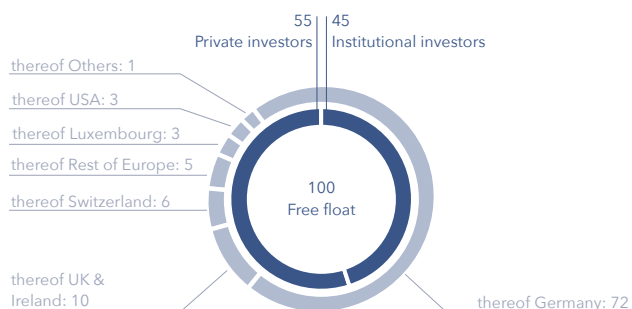 55
Private investors
45
Institutional investors
thereof Others: 1
thereof USA: 3
thereof Luxembourg: 3
thereof Rest of Europe: 5
thereof Switzerland: 6
100
Free float
thereof UK &
Ireland: 10
thereof Germany: 72